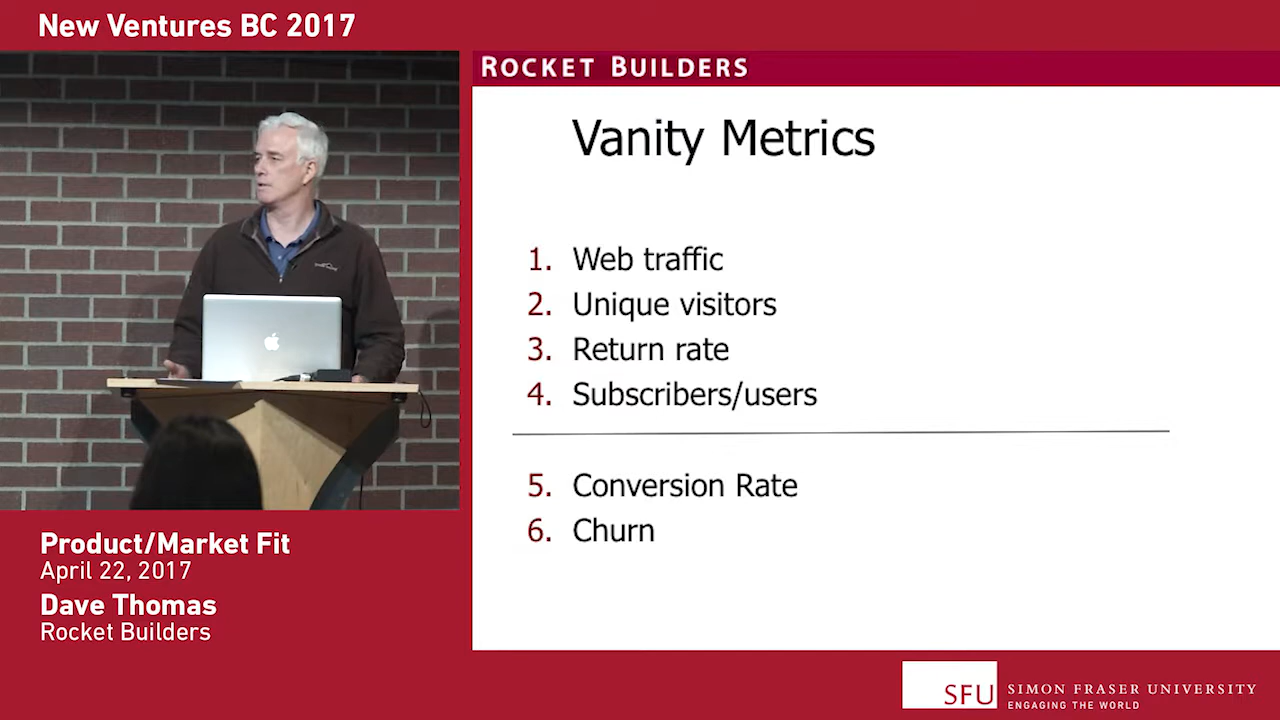 New Ventures BC 2017
ROCKET BUILDERS
Vanity Metrics
1. Web traffic
2. Unique visitors
3. Return rate
4. Subscribers/users
5. Conversion Rate
6. Churn
Product/Market Fit
April 22, 2017
Dave Thomas
Rocket Builders
SFU
SIMON FRASER UNIVERSITY
ENGAGING THE WORLD